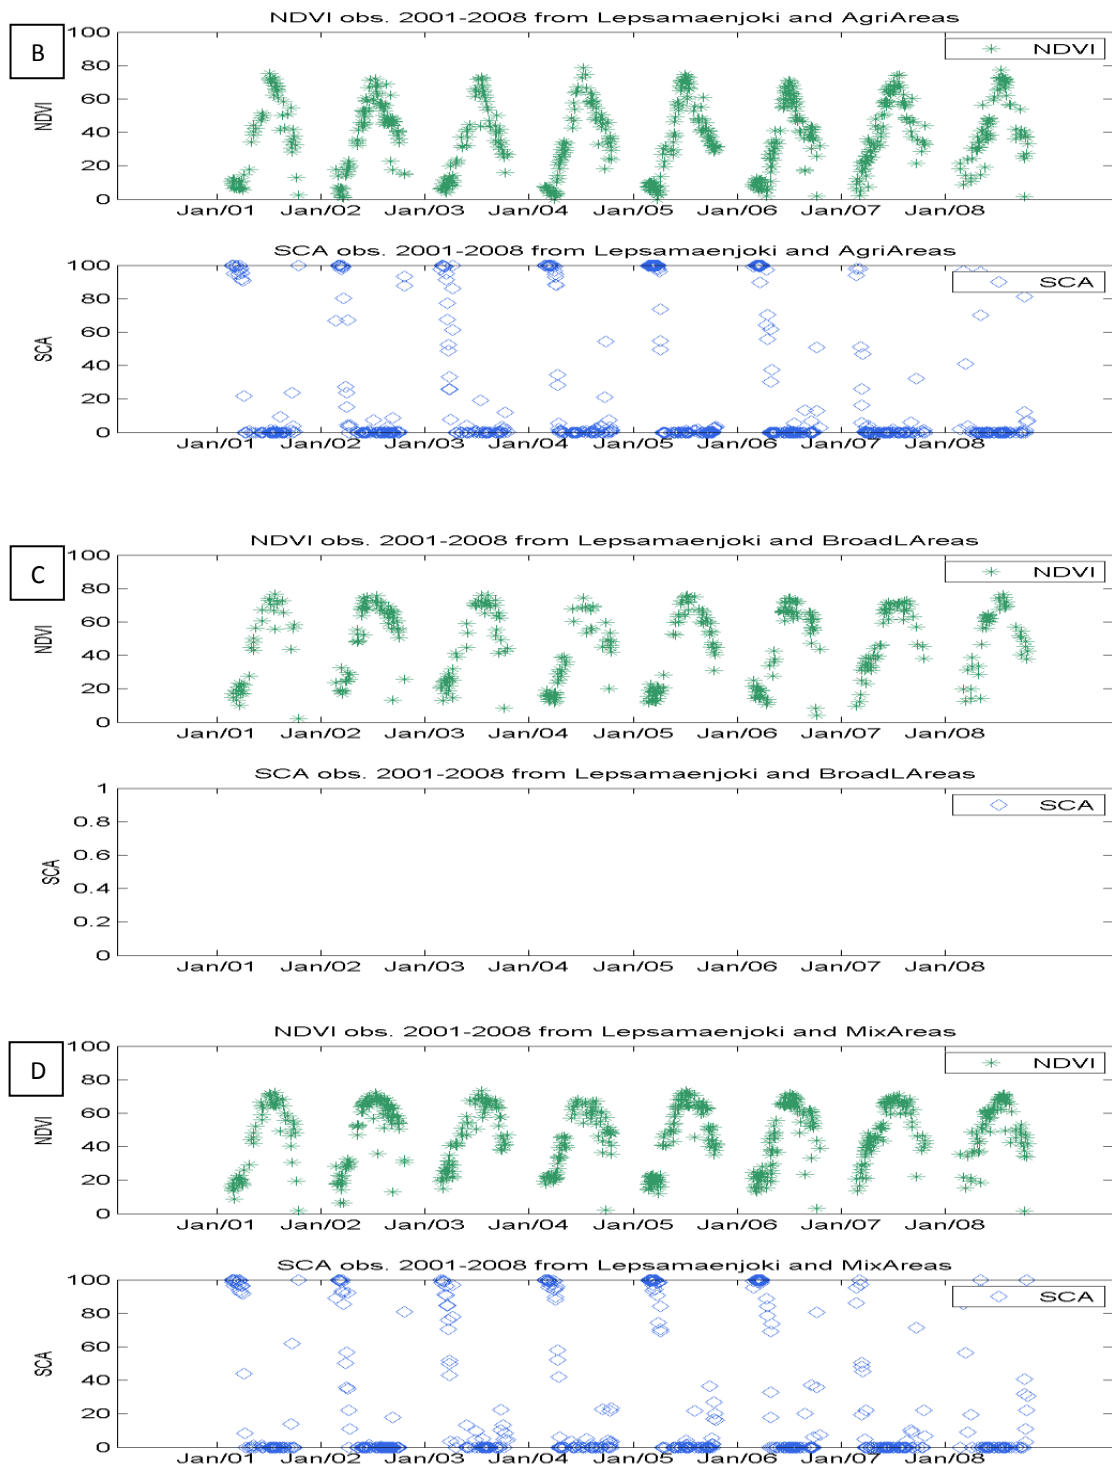 NDVI obs. 2001-2008 from Lepsamaenjoki and AgriAreas
B
100
80
60
40
20
0
NDVI
NDVI
Jan/01 Jan/02 Jan/03 Jan/04 Jan/05 Jan/06 Jan/07 Jan/08
SCA obs. 2001-2008 from Lepsamaenjoki and AgriAreas
100
80
60
40
20
0
SCA
SCA
Jan/01 Jan/02 Jan/03 Jan/04 Jan/05 Jan/06 Jan/07 Jan/08
NDVI obs. 2001-2008 from Lepsamaenjoki and BroadLAreas
C
100
80
60
40
20
0
NDVI
NDVI
Jan/01 Jan/02 Jan/03 Jan/04 Jan/05 Jan/06 Jan/07 Jan/08
SCA obs. 2001-2008 from Lepsamaenjoki and BroadLAreas
1
0.8
0.6
0.4
0.2
0
SCA
SCA
Jan/01 Jan/02 Jan/03 Jan/04 Jan/05 Jan/06 Jan/07 Jan/08
NDVI obs. 2001-2008 from Lepsamaenjoki and MixAreas
D
100
80
60
40
20
0
NDVI
NDVI
Jan/01 Jan/02 Jan/03 Jan/04 Jan/05 Jan/06 Jan/07 Jan/08
SCA obs. 2001-2008 from Lepsamaenjoki and MixAreas
100
80
60
40
20
0
SCA
SCA
Jan/01 Jan/02 Jan/03 Jan/04 Jan/05 Jan/06 Jan/07 Jan/08